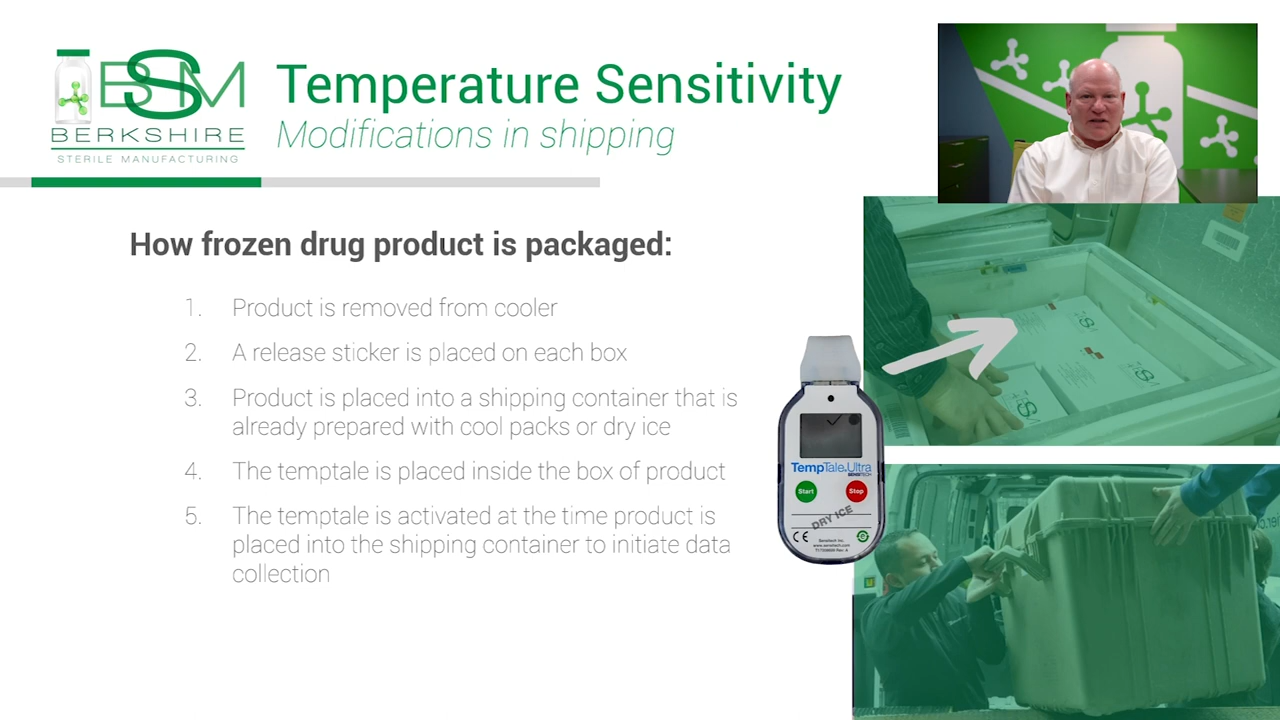 BSM
BERKSHIRE
STERILE MANUFACTURING
Temperature Sensitivity
Modifications in shipping
How frozen drug product is packaged:
1. Product is removed from cooler
2. A release sticker is placed on each box
3. Product is placed into a shipping container that is
already prepared with cool packs or dry ice
4. The temptale is placed inside the box of product
5. The temptale is activated at the time product is
placed into the shipping container to initiate data
collection
TempTale Ultra
SENSITECH
Start
Stop
DRY ICE
CE
Sensitech Inc.
www.sensitech.com